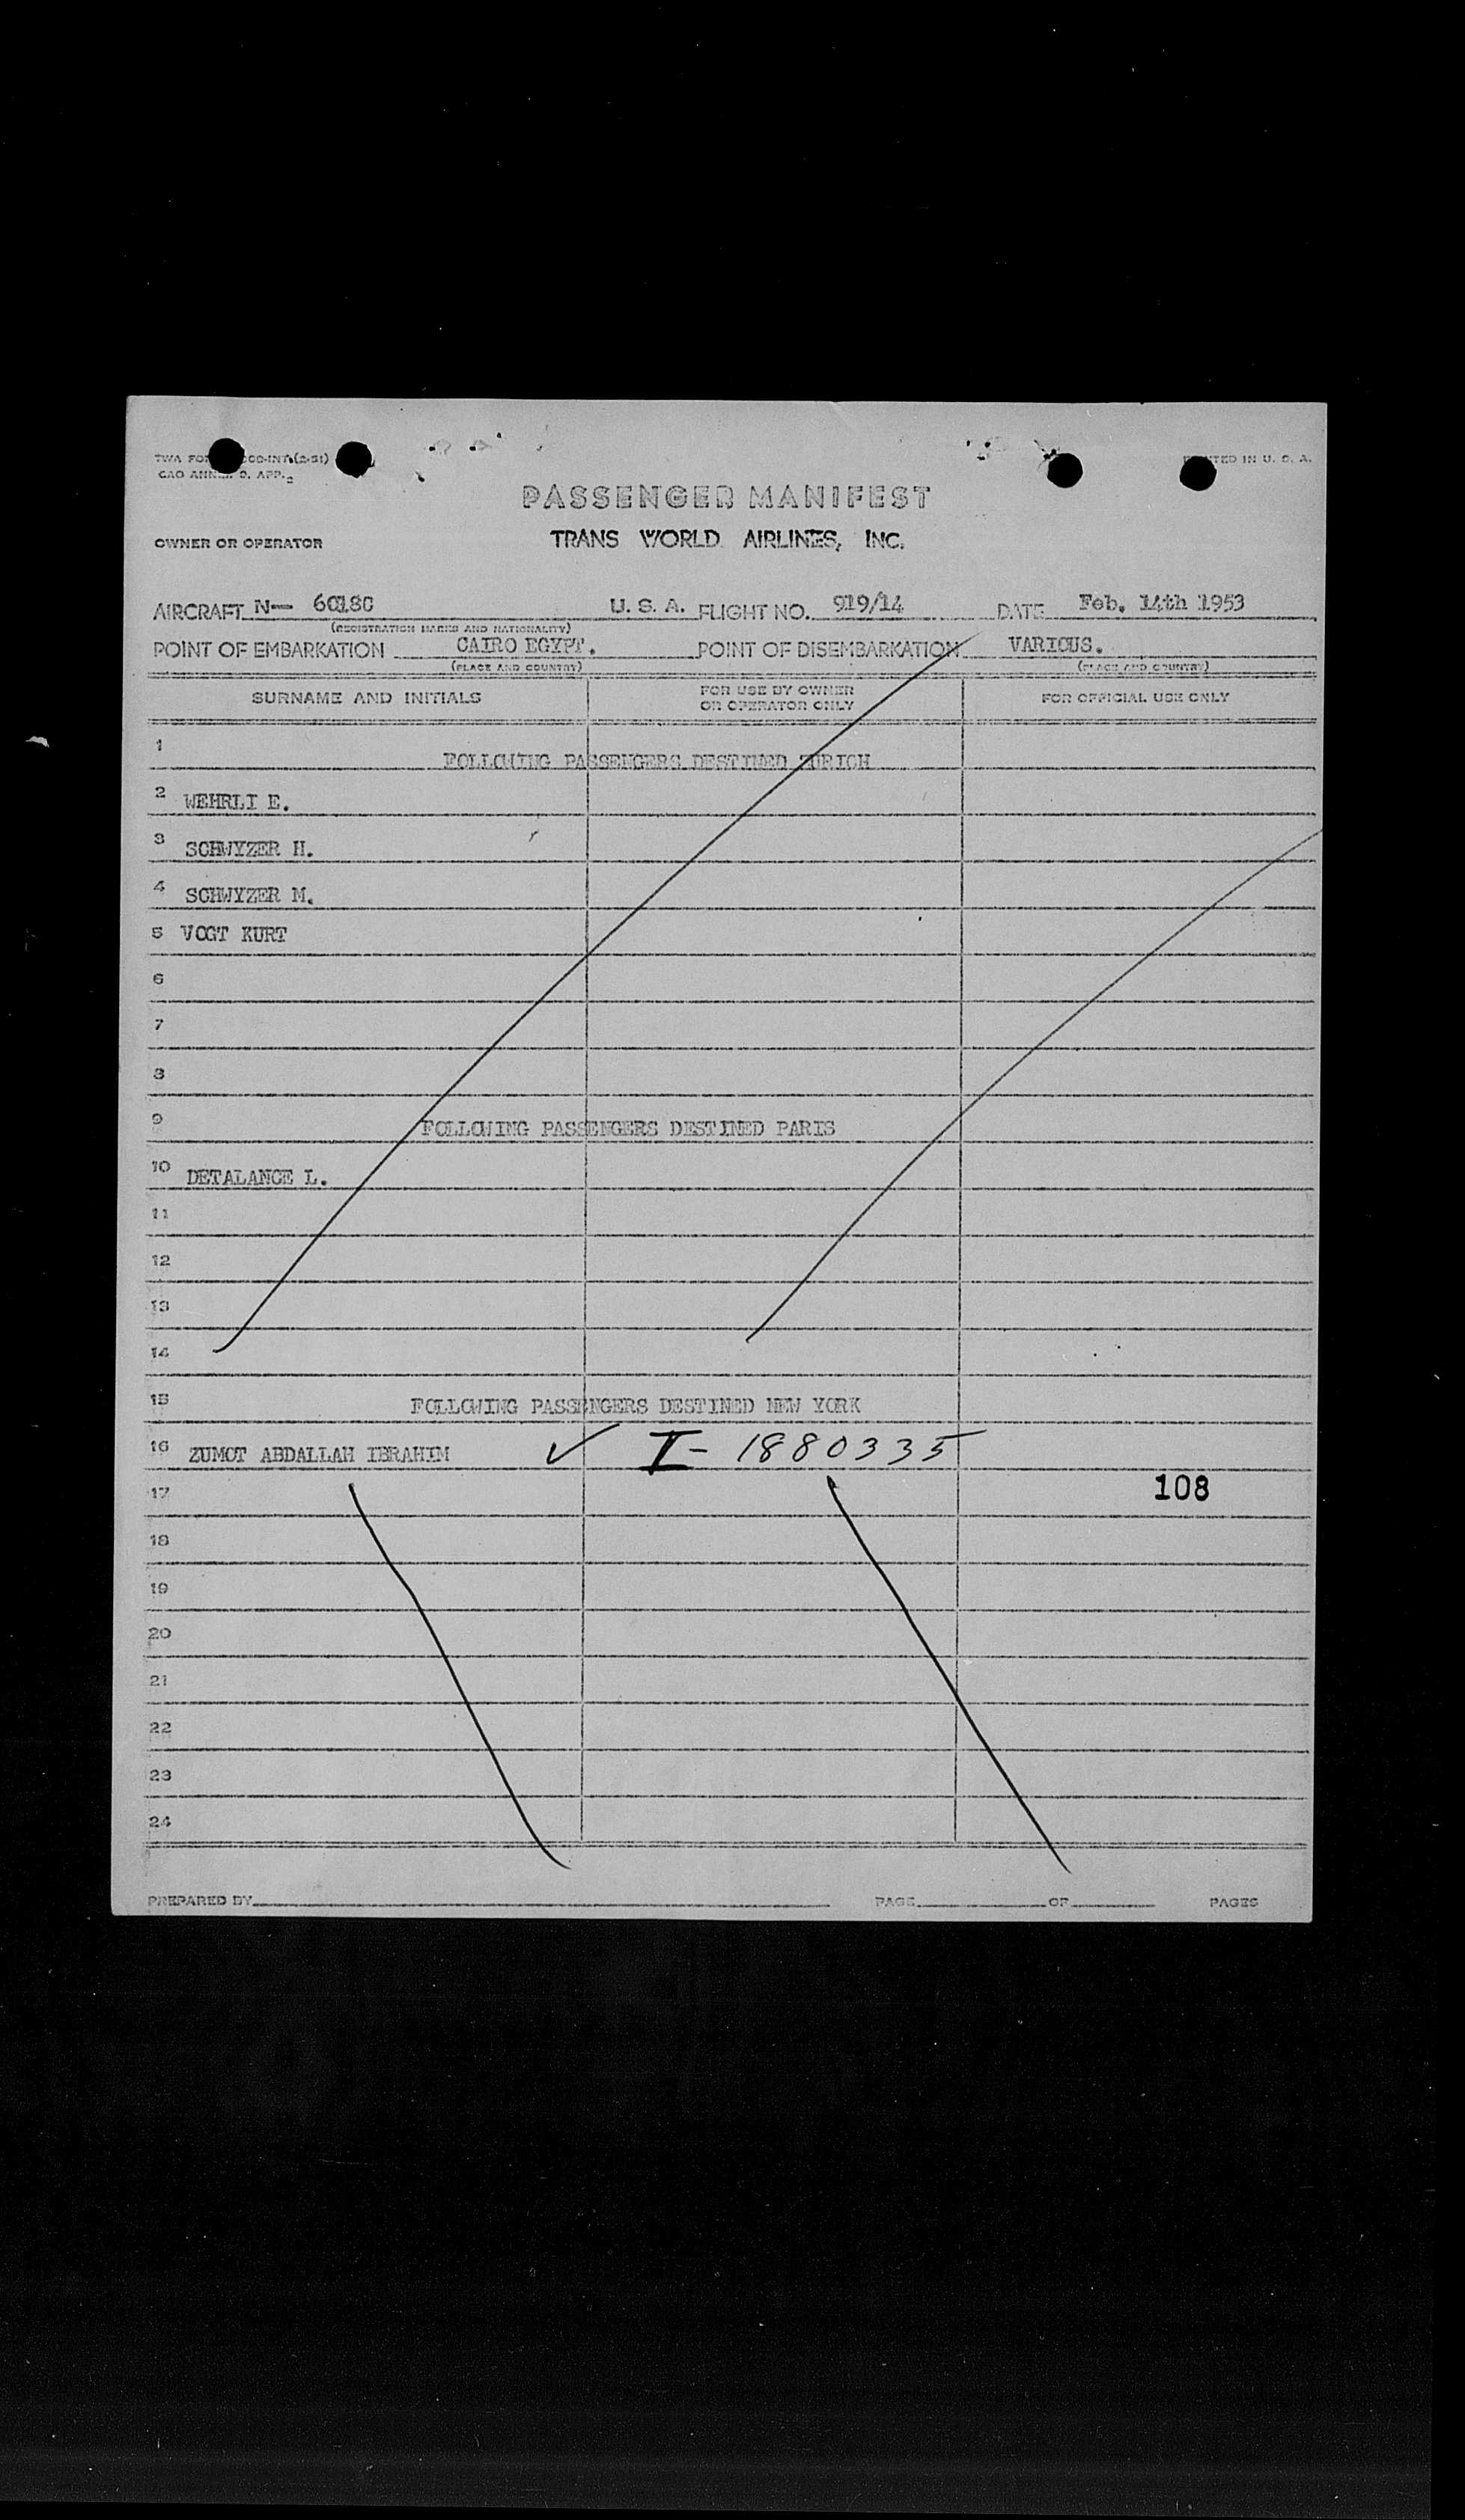 PASSENGER MANIFEST
OWNER OR OPERATOR TRANS WORLD AIRLINES, INC.
AIRCRAFT N- 6018C U. S. A. FLIGHT NO. 919/14 DATE Feb. 14th 1953
(REGISTRATION MARKS AND NATIONALITY)
POINT OF EMBARKATION CAIRO EGYPT. POINT OF DISEMBARKATION VARIOUS.
(PLACE AND COUNTRY) (PLACE AND COUNTRY)
SURNAME AND INITIALS FOR USE BY OWNER OR OPERATOR ONLY FOR OFFICIAL USE ONLY
1 FOLLOWING PASSENGERS DESTINED ZURICH
2 WEHRLI E.
3 SCHWYZER H.
4 SCHWYZER M.
5 VOGT KURT
6
7
8
9 FOLLOWING PASSENGERS DESTINED PARIS
10 DETALANCE L.
11
12
13
14
15 FOLLOWING PASSENGERS DESTINED NEW YORK
16 ZUMOT ABDALLAH IBRAHIM ✓ I- 1880335
17 108
18
19
20
21
22
23
24
PREPARED BY PAGE OF PAGES